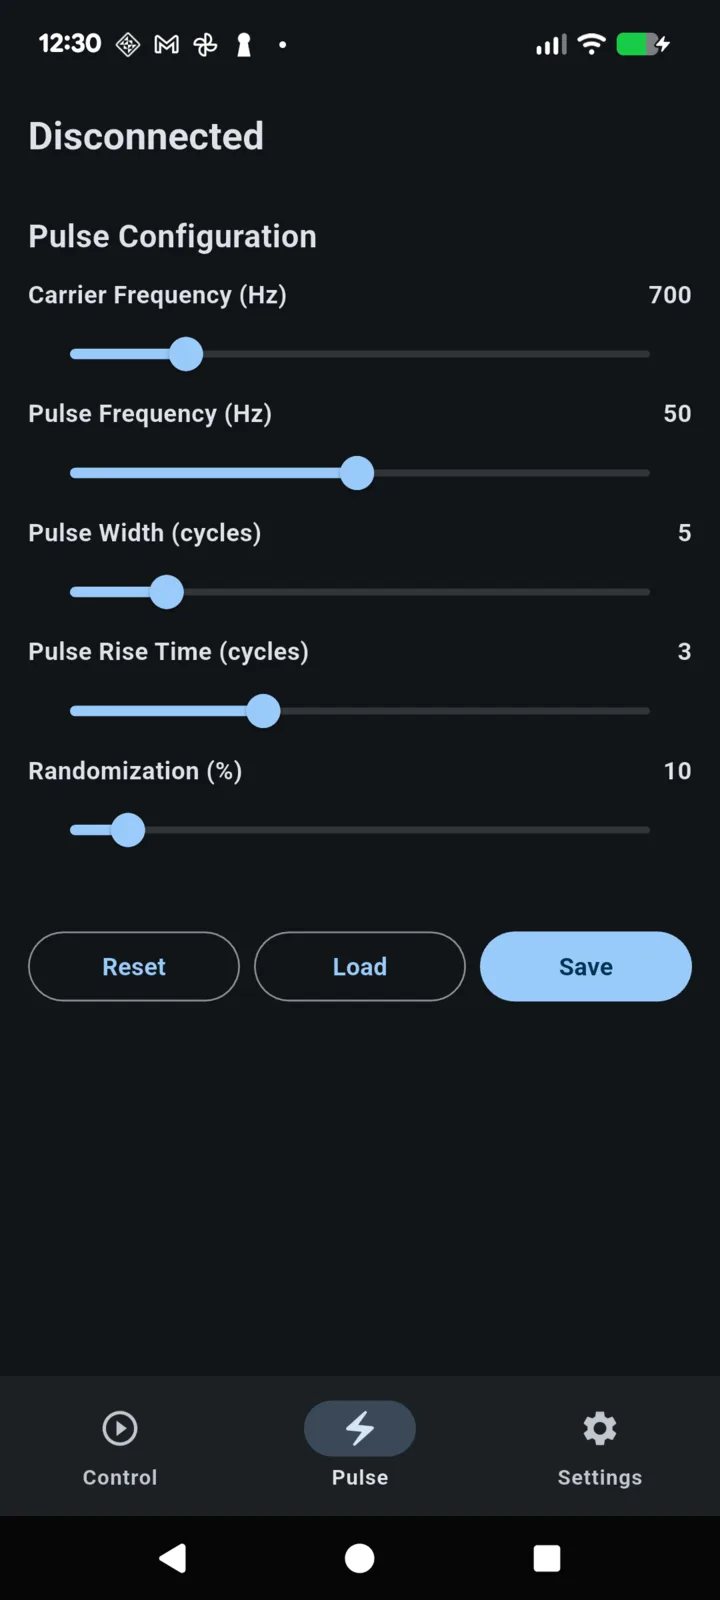 12:30
Disconnected
Pulse Configuration
Carrier Frequency (Hz) 700
Pulse Frequency (Hz) 50
Pulse Width (cycles) 5
Pulse Rise Time (cycles) 3
Randomization (%) 10
Reset Load Save
Control Pulse Settings